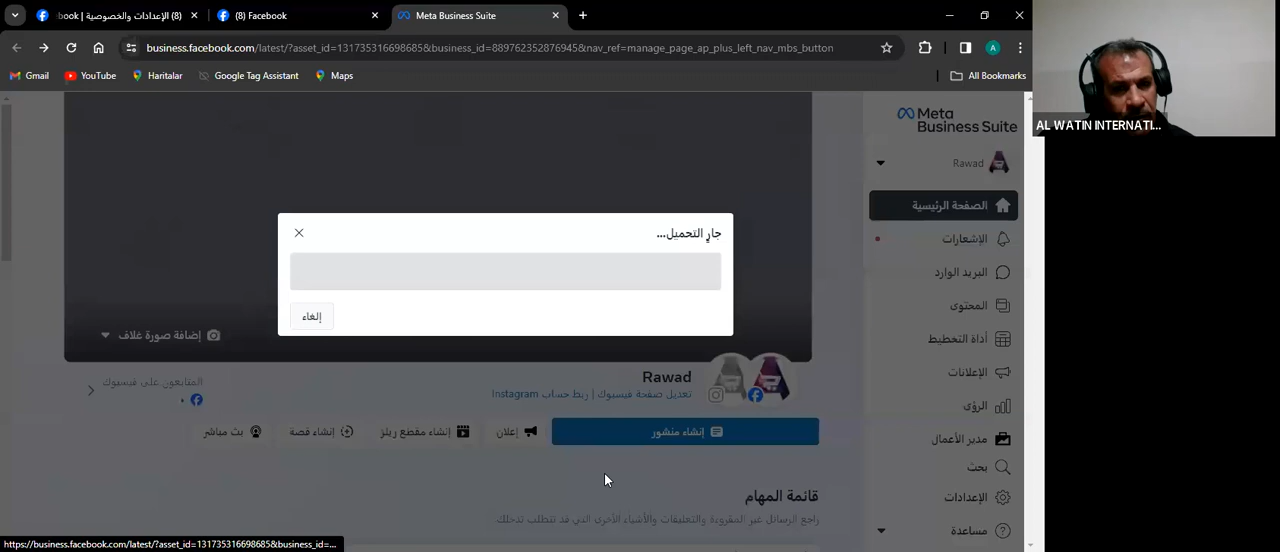 (8) الإعدادات والخصوصية | book
(8) Facebook
Meta Business Suite
business.facebook.com/latest/?asset_id=131735316698685&business_id=889762352876945&nav_ref=manage_page_ap_plus_left_nav_mbs_button
A
Gmail
YouTube
Haritalar
Google Tag Assistant
Maps
All Bookmarks
AL WATIN INTERNATI...
Meta
Business Suite
Rawad
الصفحة الرئيسية
الإشعارات
البريد الوارد
المحتوى
أداة التخطيط
الإعلانات
الرؤى
مدير الأعمال
بحث
الإعدادات
مساعدة
جارٍ التحميل...
إلغاء
إضافة صورة غلاف
Rawad
تعديل صفحة فيسبوك | ربط حساب Instagram
المتابعون على فيسبوك
إنشاء منشور
إعلان
إنشاء مقطع ريلز
إنشاء قصة
بث مباشر
قائمة المهام
راجع الرسائل غير المقروءة والتعليقات والأشياء الأخرى التي قد تتطلب تدخلك
https://business.facebook.com/latest/?asset_id=131735316698685&business_id=...